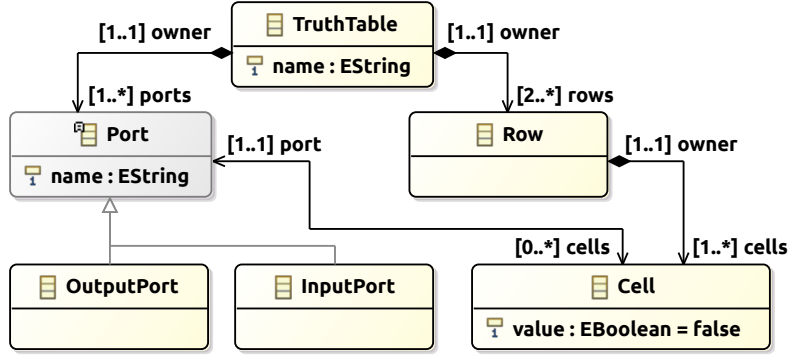 TruthTable
name : EString
[1..1] owner
[1..1] owner
[1..*] ports
[2..*] rows
Port
name : EString
[1..1] port
Row
[1..1] owner
[0..*] cells
[1..*] cells
OutputPort
InputPort
Cell
value : EBoolean = false